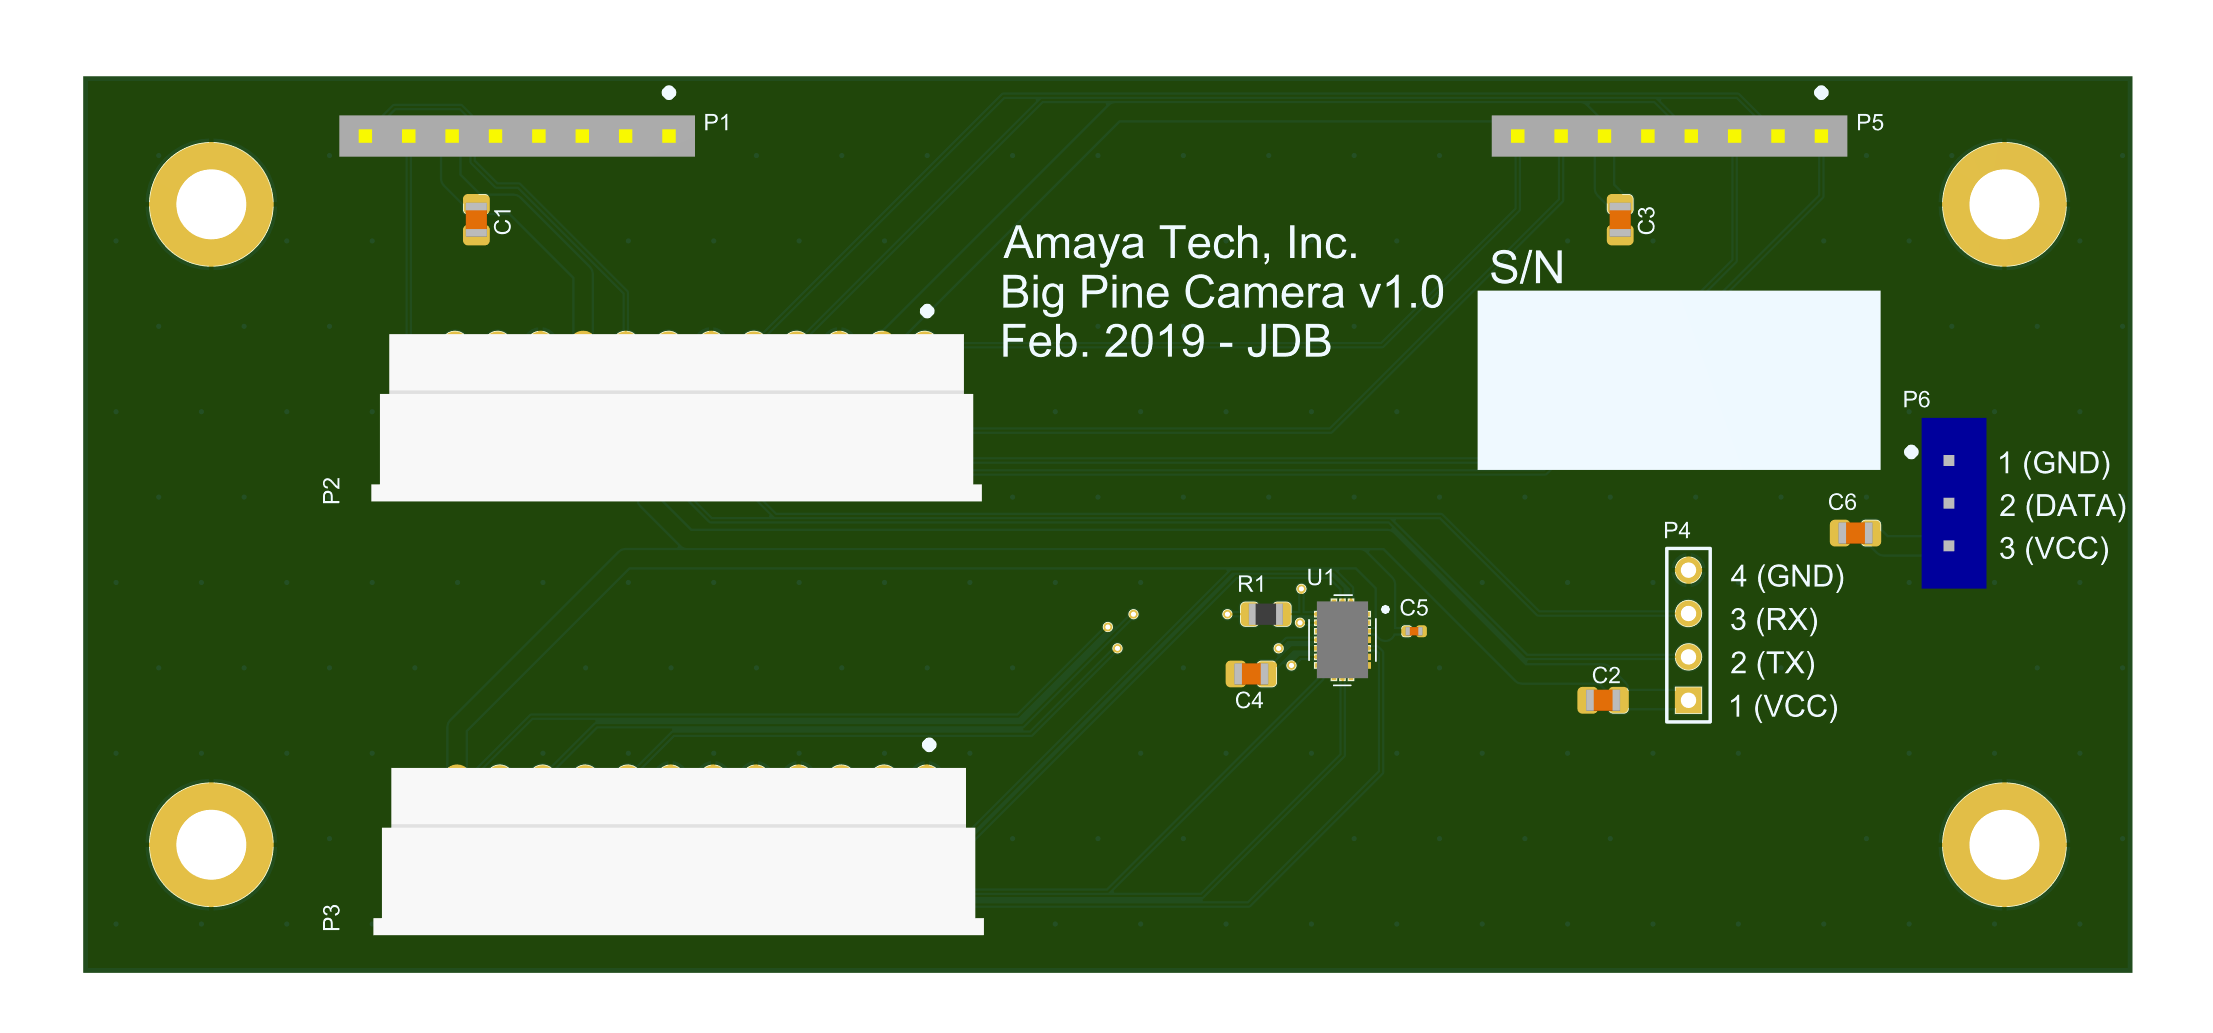 P1
P5
C1
C3
Amaya Tech, Inc.
Big Pine Camera v1.0
Feb. 2019 - JDB
S/N
P6
1 (GND)
2 (DATA)
3 (VCC)
P2
C6
P4
4 (GND)
3 (RX)
2 (TX)
1 (VCC)
R1
U1
C5
C4
C2
P3